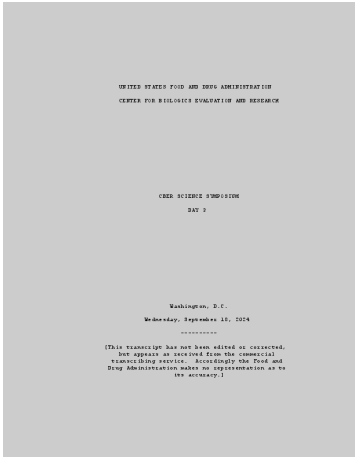 UNITED STATES FOOD AND DRUG ADMINISTRATION
CENTER FOR BIOLOGICS EVALUATION AND RESEARCH
CBER SCIENCE SYMPOSIUM
DAY 2
Washington, D.C.
Wednesday, September 18, 2024
----------
[This transcript has not been edited or corrected,
but appears as received from the commercial
transcribing service. Accordingly the Food and
Drug Administration makes no representation as to
its accuracy.]